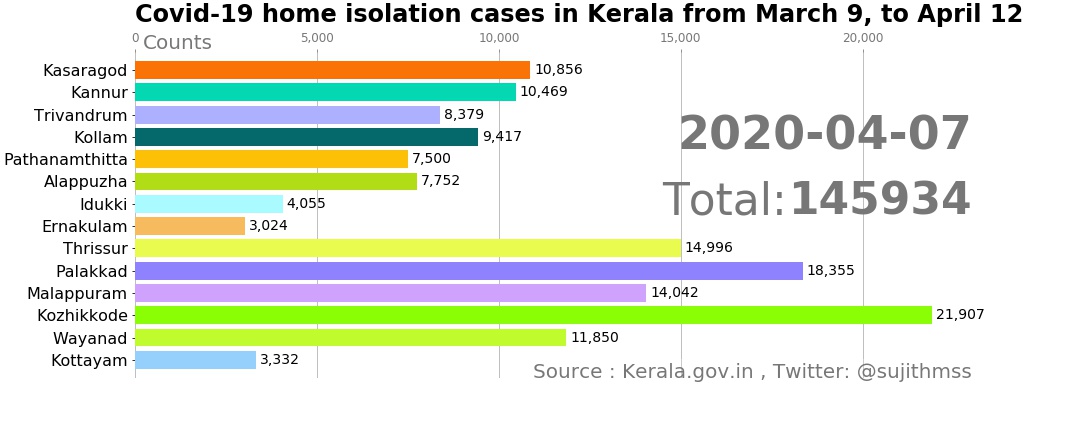 Covid-19 home isolation cases in Kerala from March 9, to April 12
0 5,000 10,000 15,000 20,000
Counts
Kasaragod 10,856
Kannur 10,469
Trivandrum 8,379
Kollam 9,417
Pathanamthitta 7,500
Alappuzha 7,752
Idukki 4,055
Ernakulam 3,024
Thrissur 14,996
Palakkad 18,355
Malappuram 14,042
Kozhikkode 21,907
Wayanad 11,850
Kottayam 3,332
2020-04-07
Total:145934
Source : Kerala.gov.in , Twitter: @sujithmss